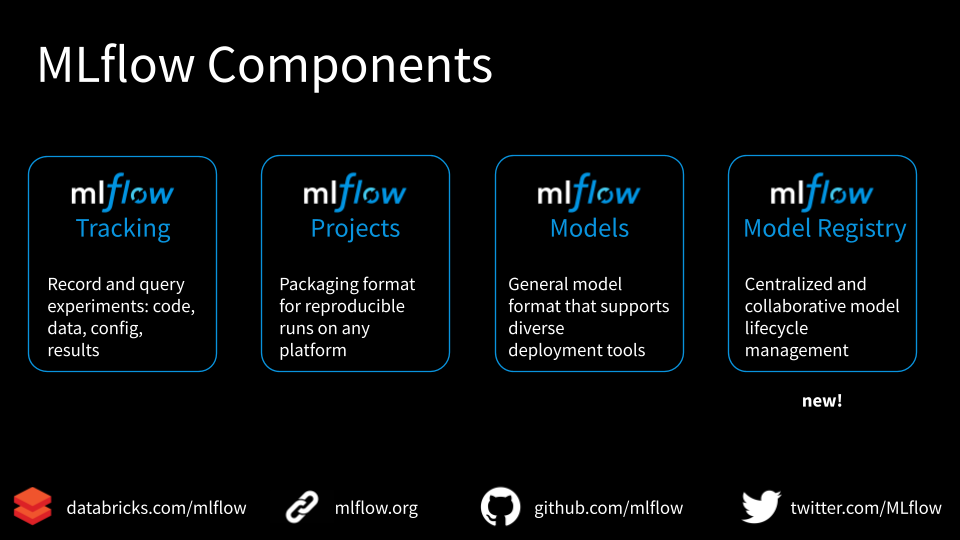 MLflow Components
mlflow
Tracking
Record and query
experiments: code,
data, config,
results
mlflow
Projects
Packaging format
for reproducible
runs on any
platform
mlflow
Models
General model
format that supports
diverse
deployment tools
mlflow
Model Registry
Centralized and
collaborative model
lifecycle
management
new!
databricks.com/mlflow
mlflow.org
github.com/mlflow
twitter.com/MLflow